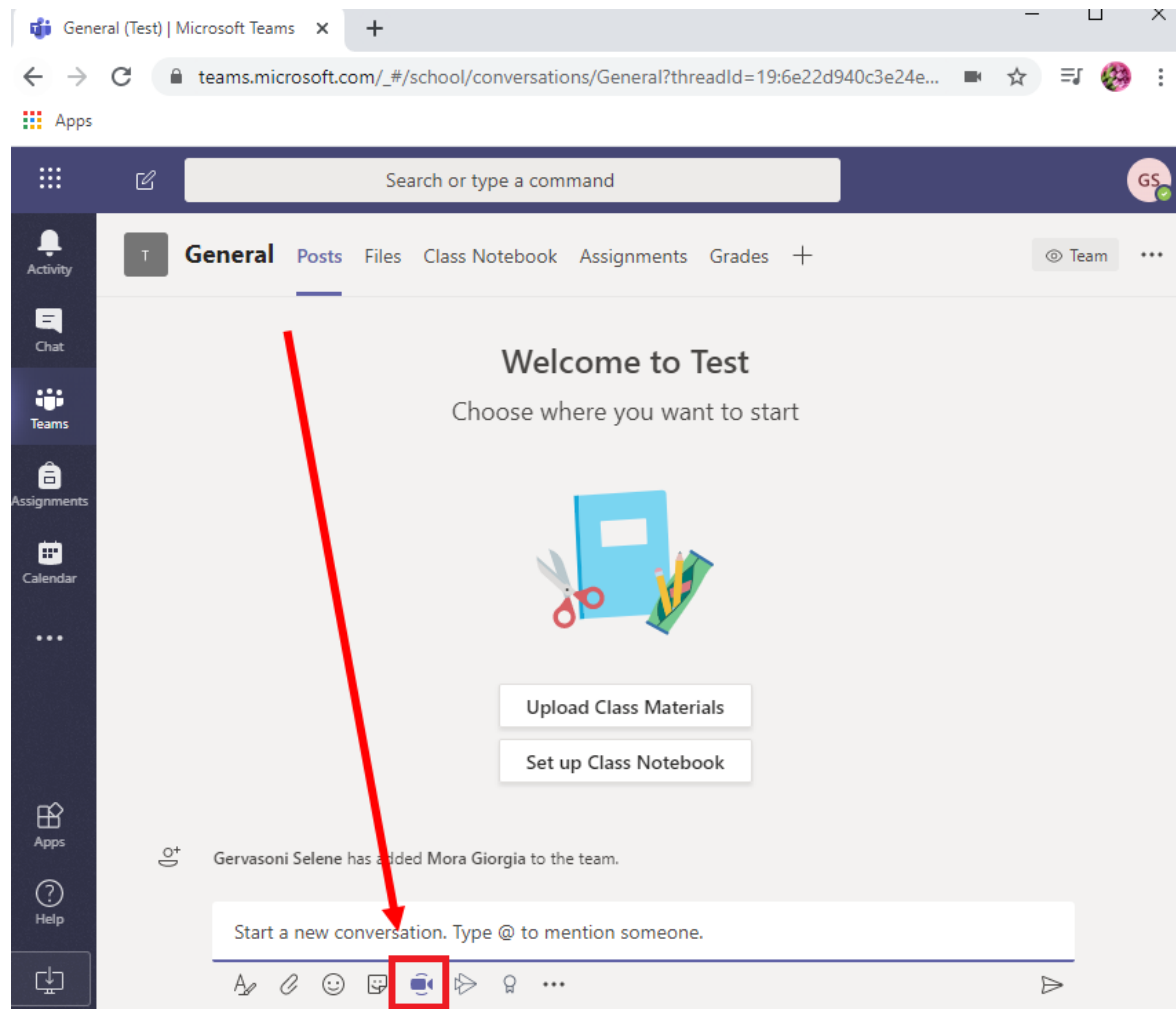 General (Test) | Microsoft Teams
teams.microsoft.com/_#/school/conversations/General?threadId=19:6e22d940c3e24e...
Apps
Search or type a command
GS
Activity
T General Posts Files Class Notebook Assignments Grades
Team
Chat
Teams
Assignments
Calendar
Welcome to Test
Choose where you want to start
Upload Class Materials
Set up Class Notebook
Apps
Help
Gervasoni Selene has added Mora Giorgia to the team.
Start a new conversation. Type @ to mention someone.